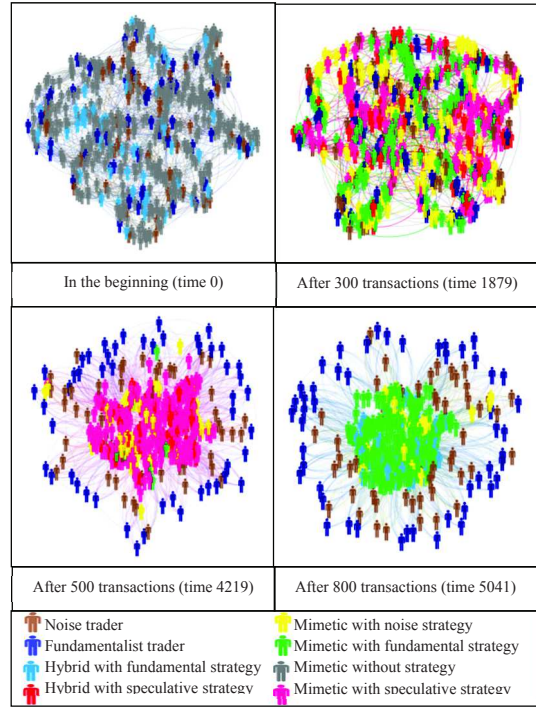 In the beginning (time 0)
After 300 transactions (time 1879)
After 500 transactions (time 4219)
After 800 transactions (time 5041)
Noise trader
Mimetic with noise strategy
Fundamentalist trader
Mimetic with fundamental strategy
Hybrid with fundamental strategy
Mimetic without strategy
Hybrid with speculative strategy
Mimetic with speculative strategy